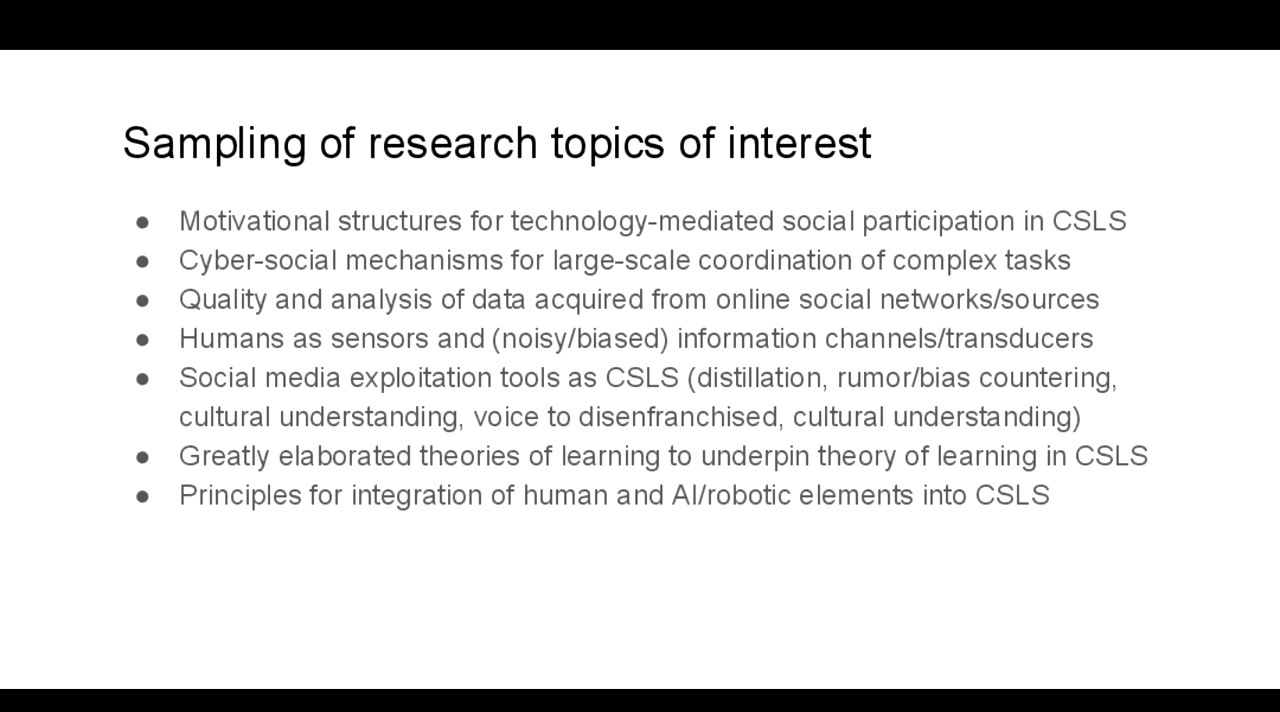 Sampling of research topics of interest
● Motivational structures for technology-mediated social participation in CSLS
● Cyber-social mechanisms for large-scale coordination of complex tasks
● Quality and analysis of data acquired from online social networks/sources
● Humans as sensors and (noisy/biased) information channels/transducers
● Social media exploitation tools as CSLS (distillation, rumor/bias countering,
cultural understanding, voice to disenfranchised, cultural understanding)
● Greatly elaborated theories of learning to underpin theory of learning in CSLS
● Principles for integration of human and AI/robotic elements into CSLS